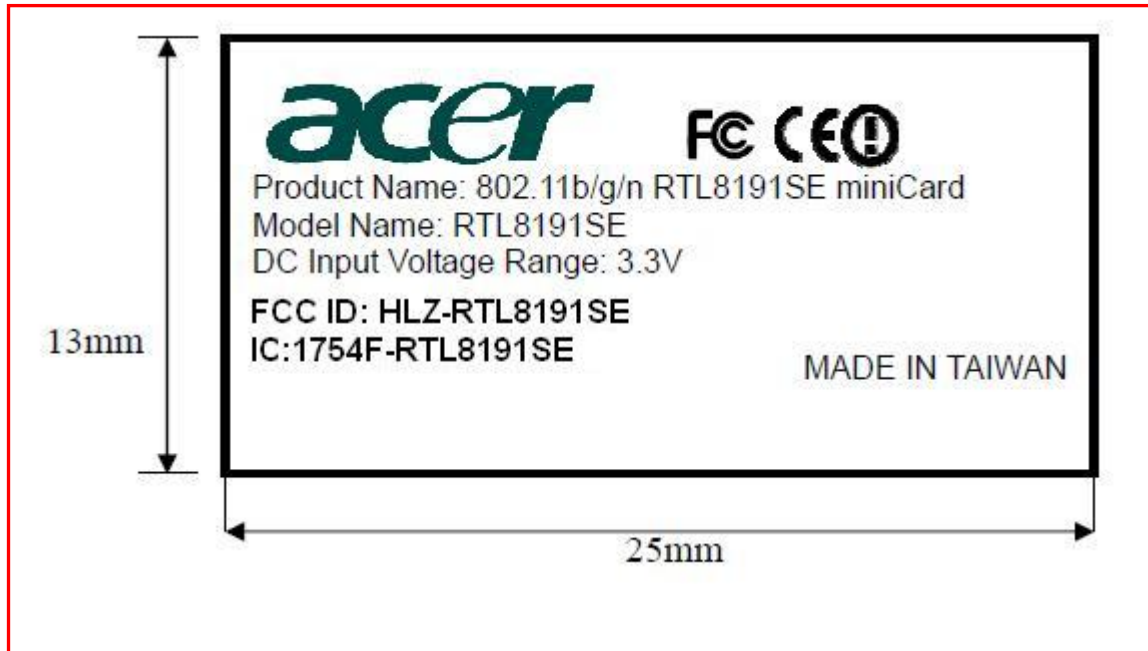 acer FC CE
Product Name: 802.11b/g/n RTL8191SE miniCard
Model Name: RTL8191SE
DC Input Voltage Range: 3.3V
FCC ID: HLZ-RTL8191SE
IC:1754F-RTL8191SE
MADE IN TAIWAN
13mm
25mm